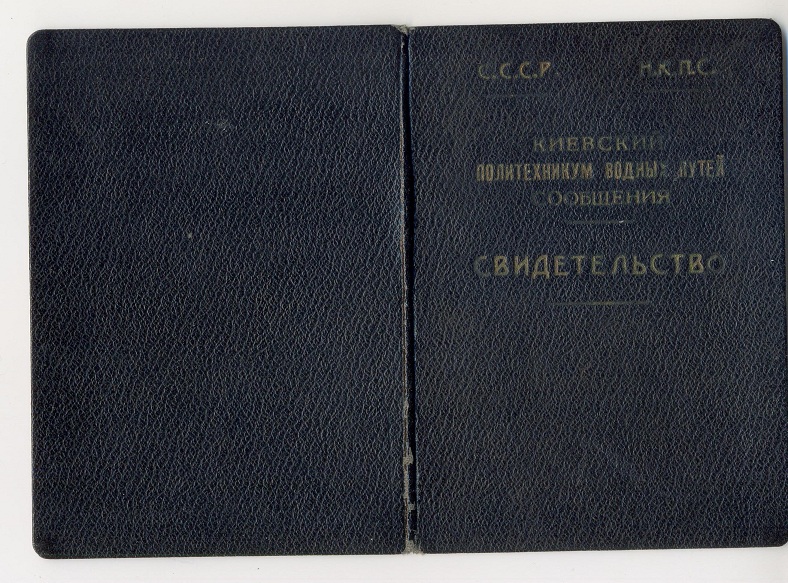 С.С.С.Р. Н.К.П.С.
КИЕВСКИЙ
ПОЛИТЕХНИКУМ ВОДНЫХ ПУТЕЙ
СООБЩЕНИЯ
СВИДЕТЕЛЬСТВО